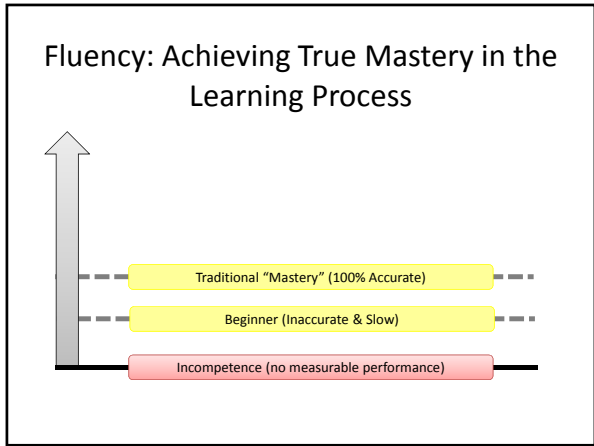 Fluency: Achieving True Mastery in the
Learning Process
Traditional “Mastery” (100% Accurate)
Beginner (Inaccurate & Slow)
Incompetence (no measurable performance)